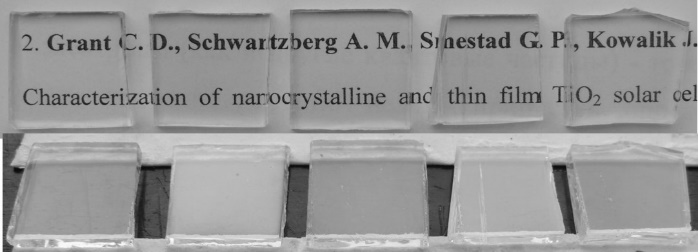 2. Grant C. D., Schwartzberg A. M., Smestad G. P., Kowalik J.
Characterization of nanocrystalline and thin film TiO2 solar cel